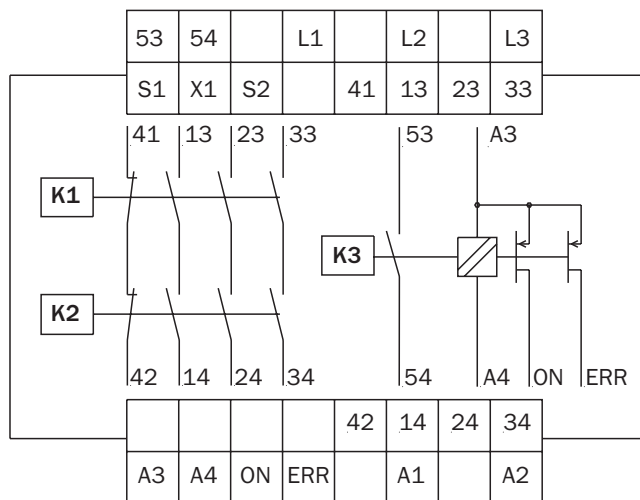 53 54 L1 L2 L3
S1 X1 S2 41 13 23 33
41 13 23 33 53 A3
K1
K3
K2
42 14 24 34 54 A4 ON ERR
42 14 24 34
A3 A4 ON ERR A1 A2